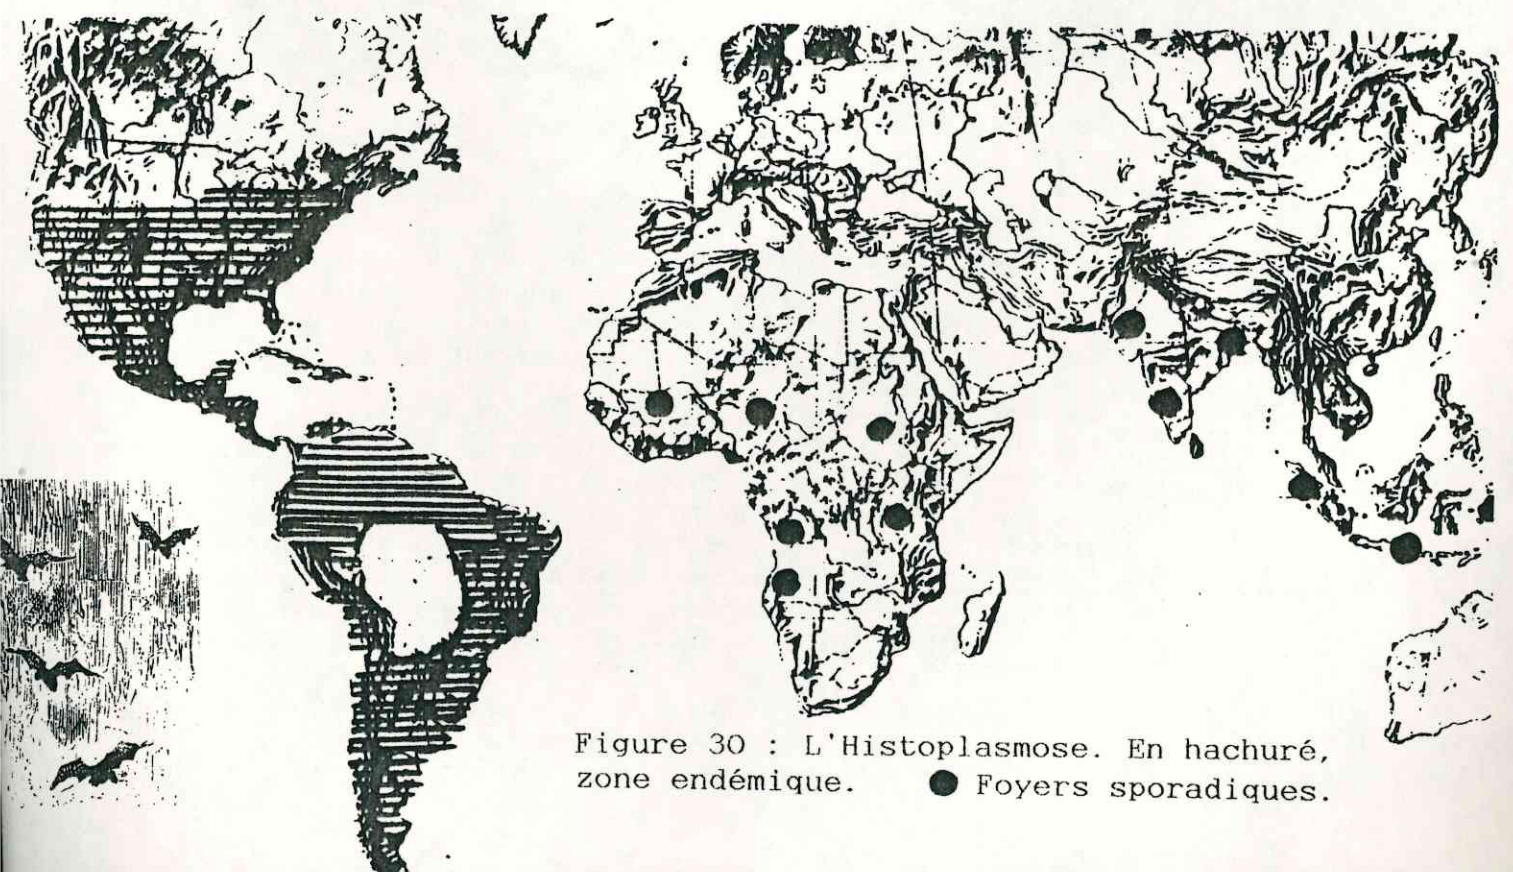 Figure 30 : L'Histoplasmose. En hachuré,
zone endémique. ● Foyers sporadiques.